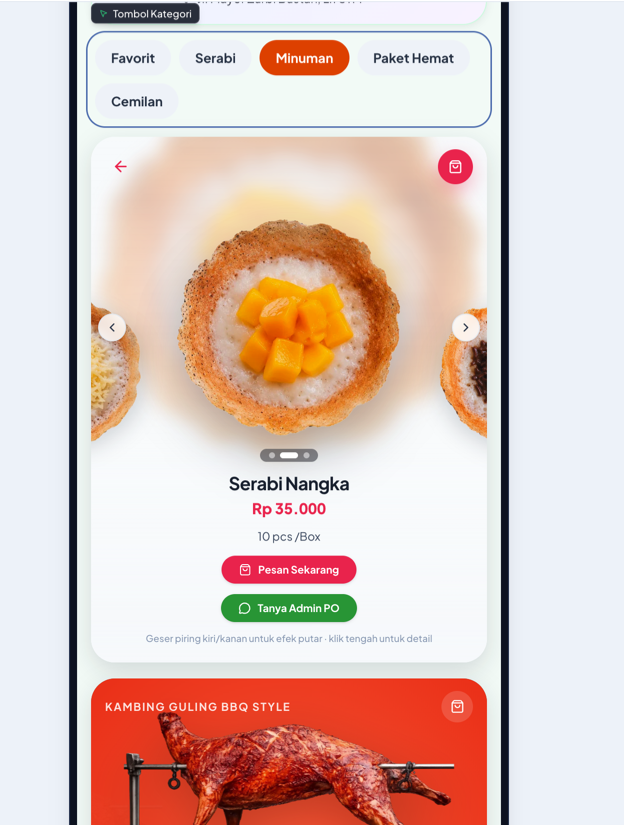 Tombol Kategori
Favorit
Serabi
Minuman
Paket Hemat
Cemilan
Serabi Nangka
Rp 35.000
10 pcs /Box
Pesan Sekarang
Tanya Admin PO
Geser piring kiri/kanan untuk efek putar · klik tengah untuk detail
KAMBING GULING BBQ STYLE